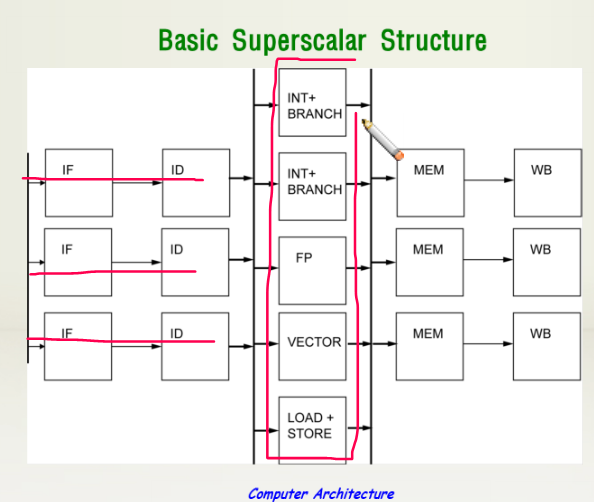 Basic Superscalar Structure
INT+
BRANCH
IF
ID
INT+
BRANCH
MEM
WB
IF
ID
FP
MEM
WB
IF
ID
VECTOR
MEM
WB
LOAD +
STORE
Computer Architecture